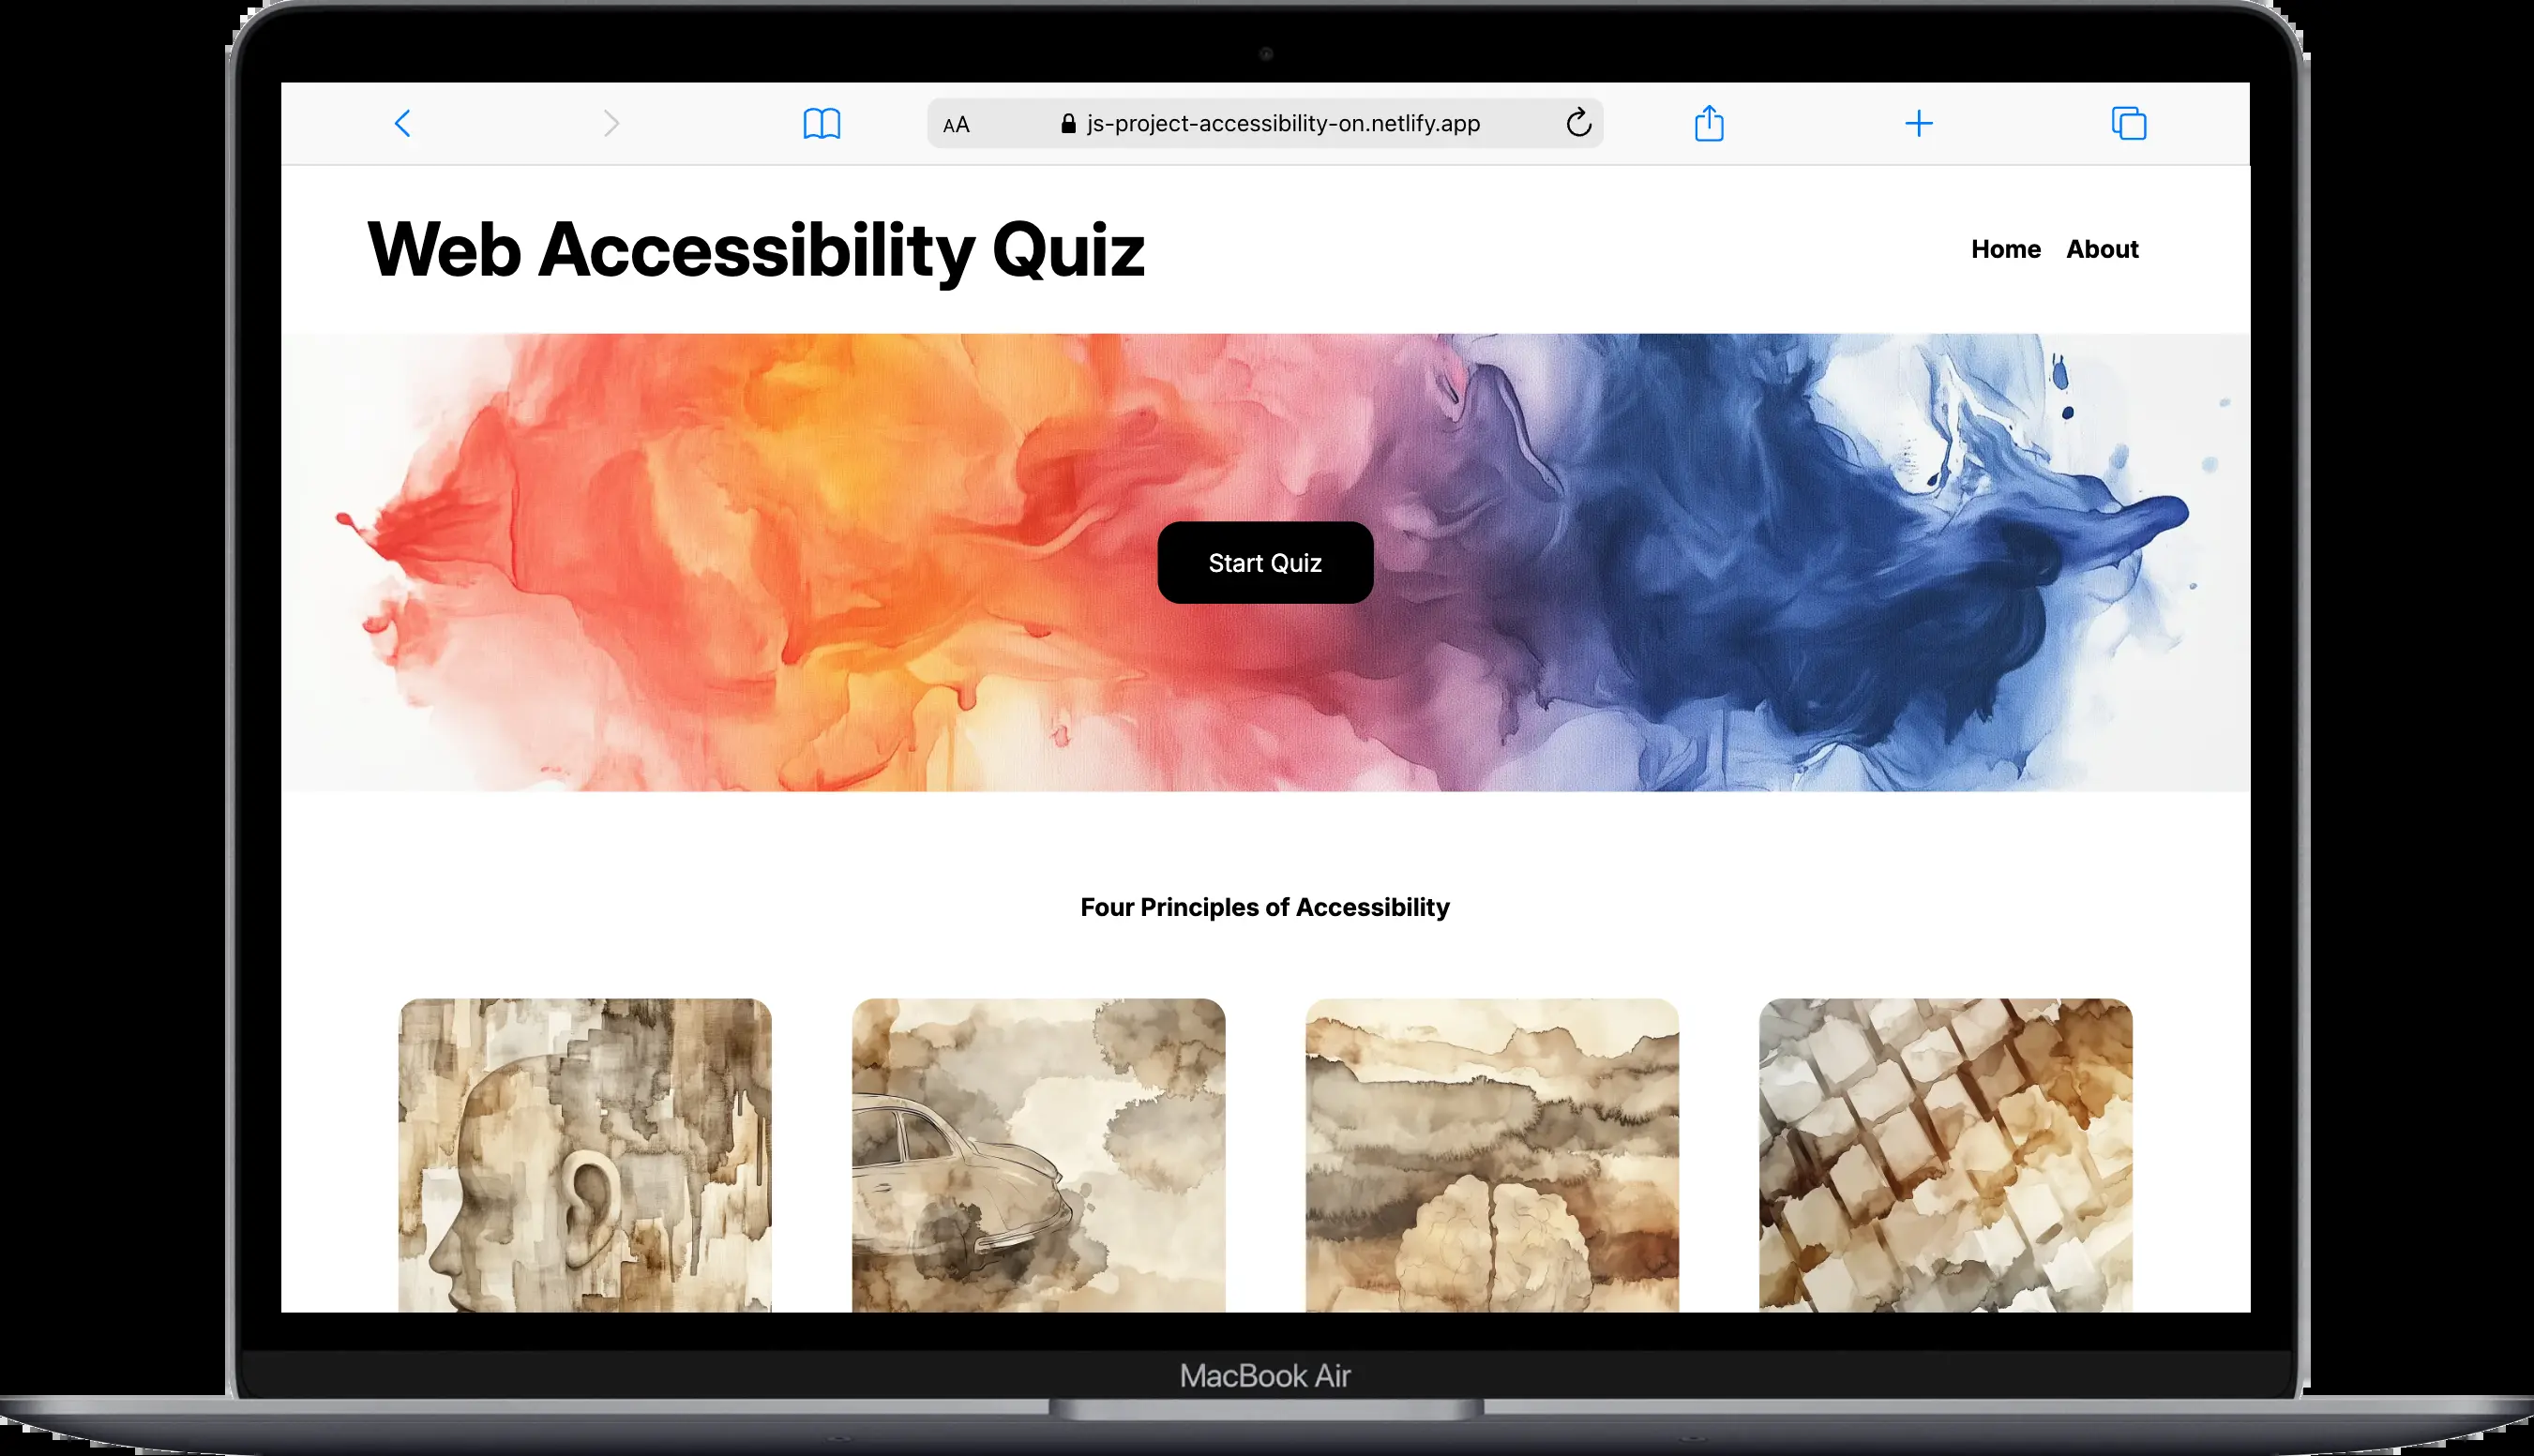 AA js-project-accessibility-on.netlify.app
Web Accessibility Quiz
Home About
Start Quiz
Four Principles of Accessibility
MacBook Air